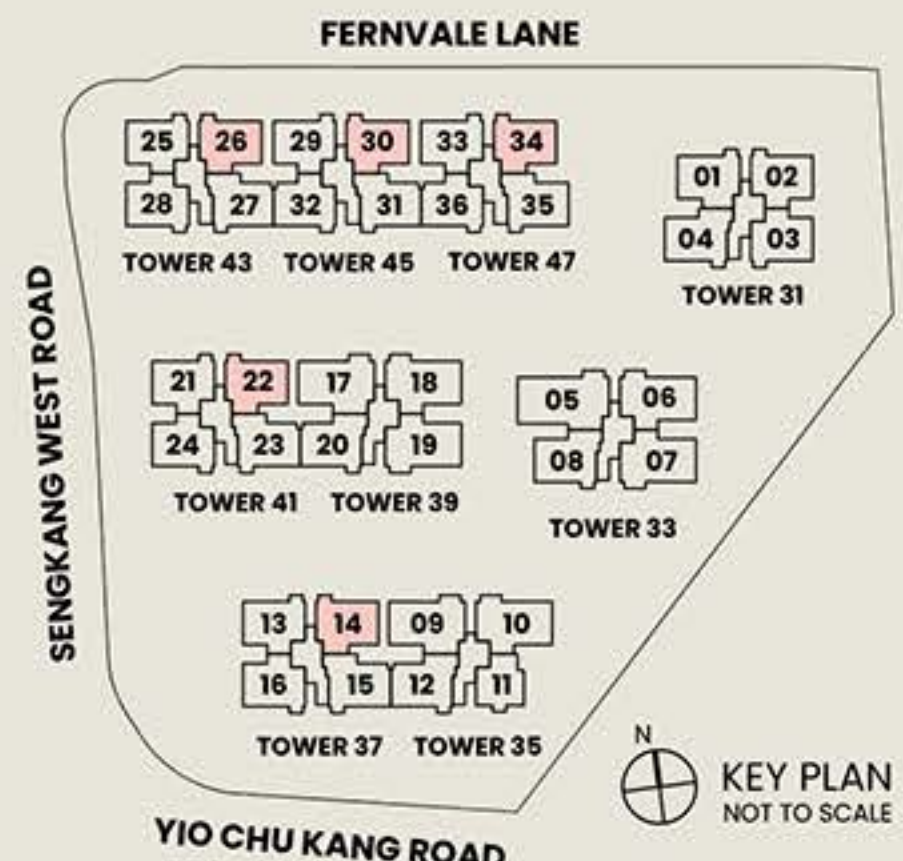 FERNVALE LANE
25 26 29 30 33 34
28 27 32 31 36 35
TOWER 43 TOWER 45 TOWER 47
01 02
04 03
TOWER 31
SENGKANG WEST ROAD
21 22 17 18
24 23 20 19
TOWER 41 TOWER 39
05 06
08 07
TOWER 33
13 14 09 10
16 15 12 11
TOWER 37 TOWER 35
N
KEY PLAN
NOT TO SCALE
YIO CHU KANG ROAD